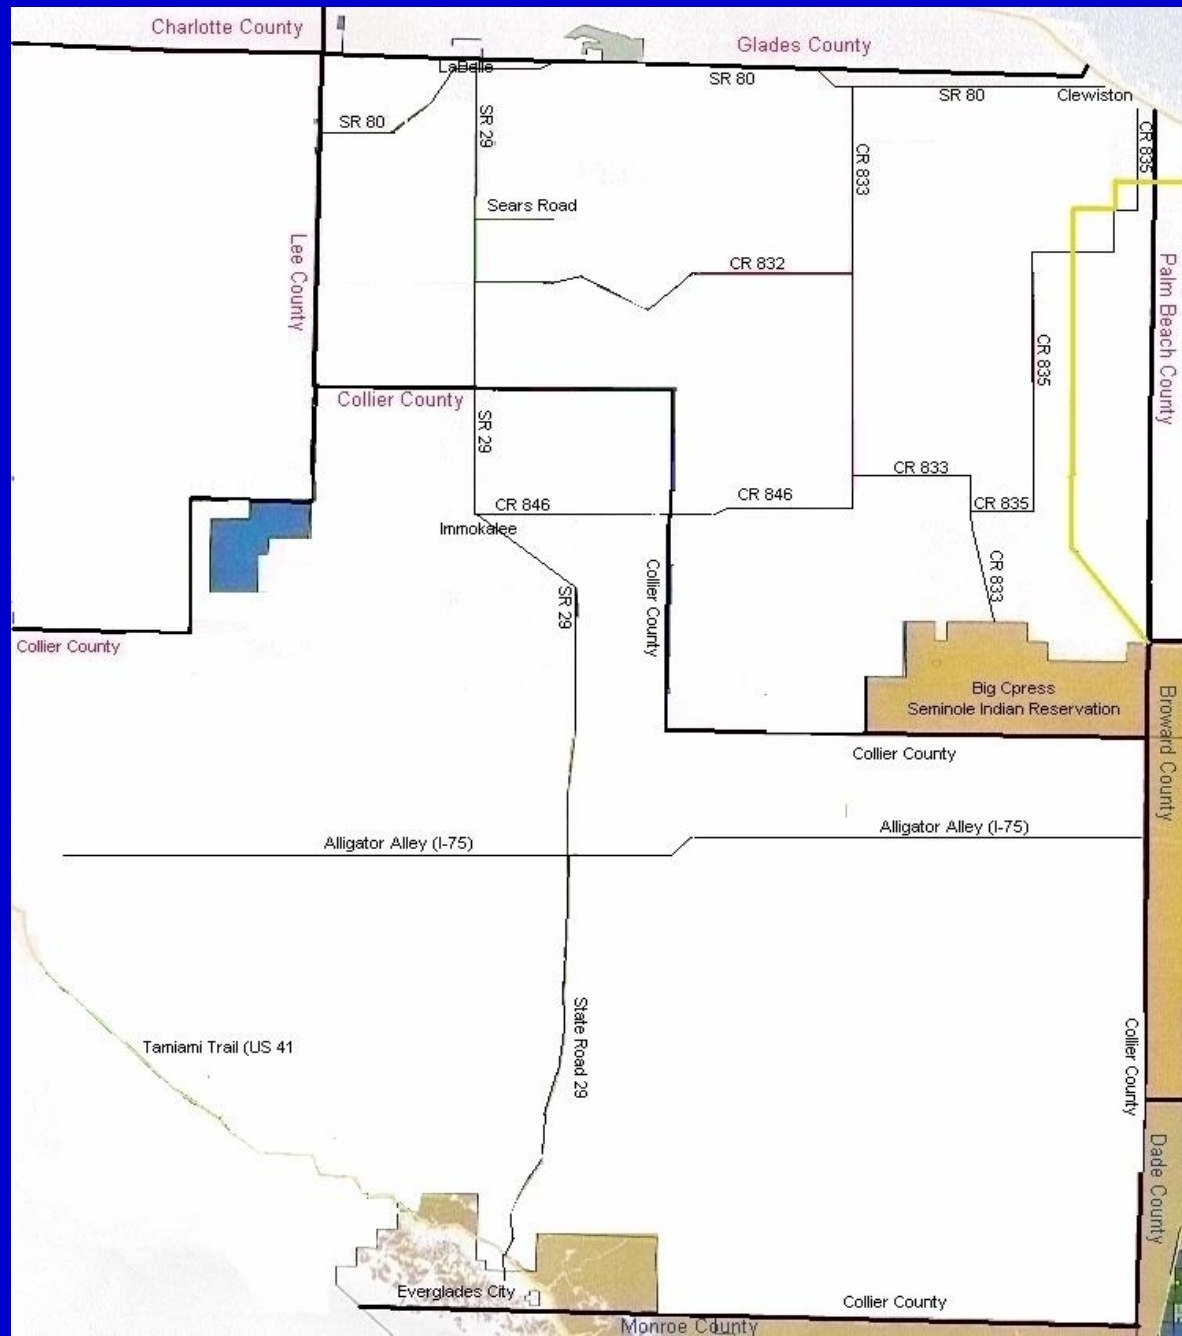 Charlotte County
Glades County
LaBelle
SR 80
SR 80
Clewiston
SR 80
SR 29
CR 833
CR 835
Sears Road
Lee County
CR 832
Palm Beach County
CR 835
Collier County
SR 29
CR 833
CR 846
CR 846
CR 835
Immokalee
Collier County
CR 833
SR 29
Collier County
Big Cpress
Seminole Indian Reservation
Broward County
Collier County
Alligator Alley (I-75)
Alligator Alley (I-75)
State Road 29
Collier County
Tamiami Trail (US 41
Dade County
Everglades City
Collier County
Monroe County